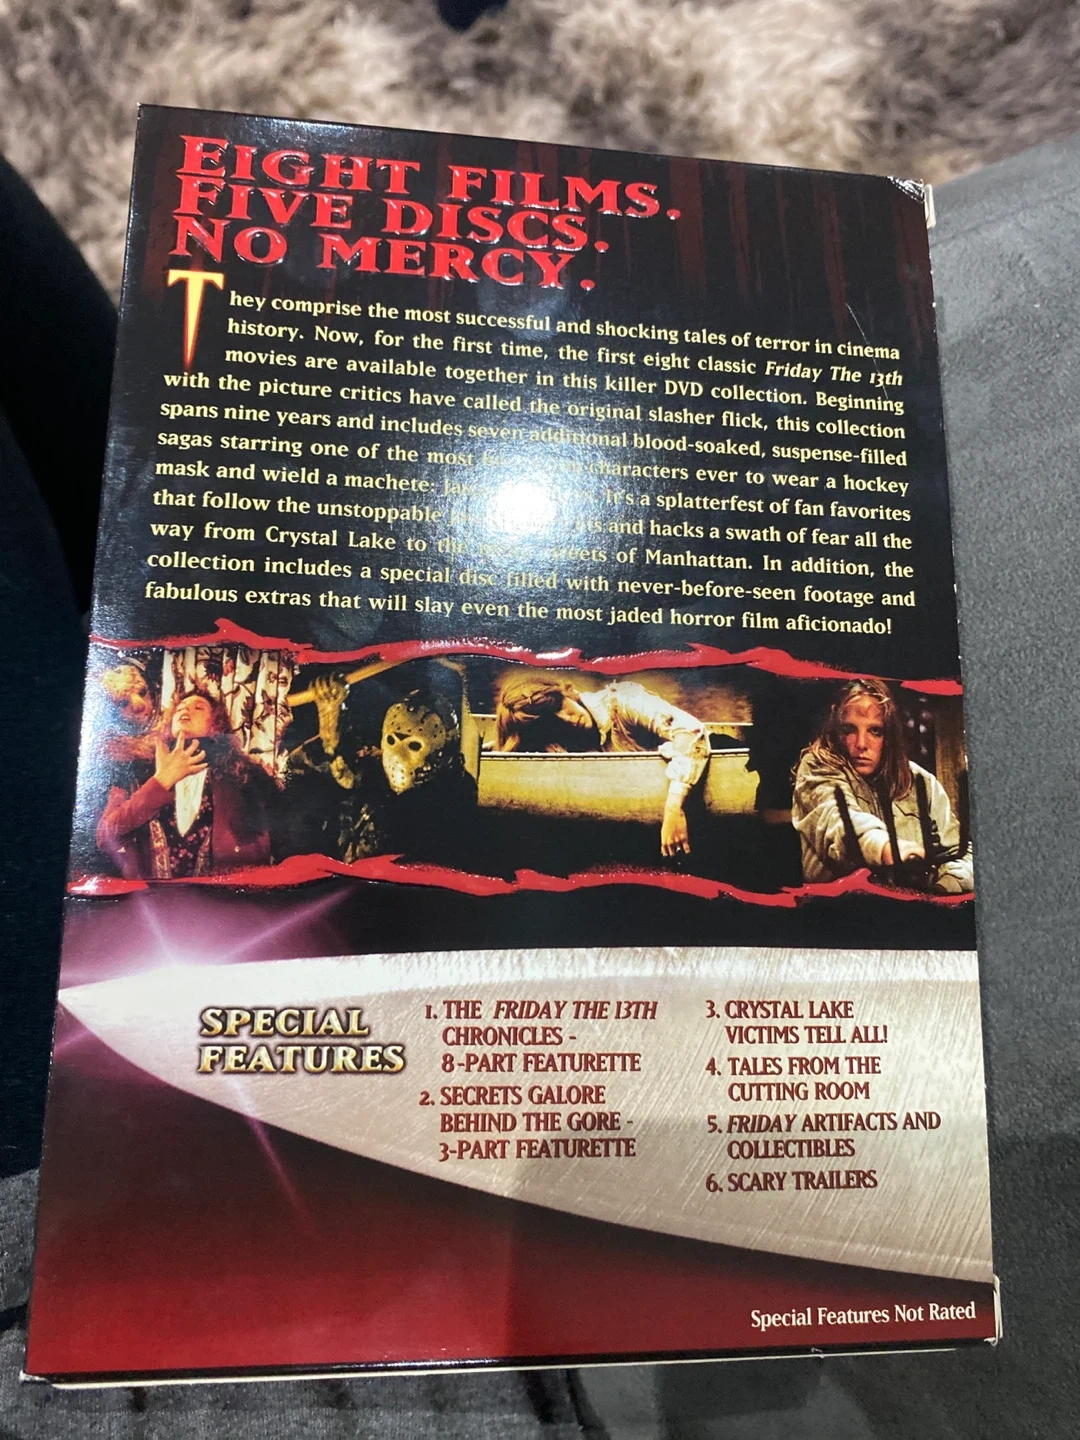 EIGHT FILMS.
FIVE DISCS.
NO MERCY.
They comprise the most successful and shocking tales of terror in cinema
history. Now, for the first time, the first eight classic Friday The 13th
movies are available together in this killer DVD collection. Beginning
with the picture critics have called the original slasher flick, this collection
spans nine years and includes seven additional blood-soaked, suspense-filled
sagas starring one of the most characters ever to wear a hockey
mask and wield a machete: It's a splatterfest of fan favorites
that follow the unstoppable and hacks a swath of fear all the
way from Crystal Lake to the streets of Manhattan. In addition, the
collection includes a special disc filled with never-before-seen footage and
fabulous extras that will slay even the most jaded horror film aficionado!
SPECIAL
FEATURES
1. THE FRIDAY THE 13TH
CHRONICLES -
8-PART FEATURETTE
2. SECRETS GALORE
BEHIND THE GORE -
3-PART FEATURETTE
3. CRYSTAL LAKE
VICTIMS TELL ALL!
4. TALES FROM THE
CUTTING ROOM
5. FRIDAY ARTIFACTS AND
COLLECTIBLES
6. SCARY TRAILERS
Special Features Not Rated